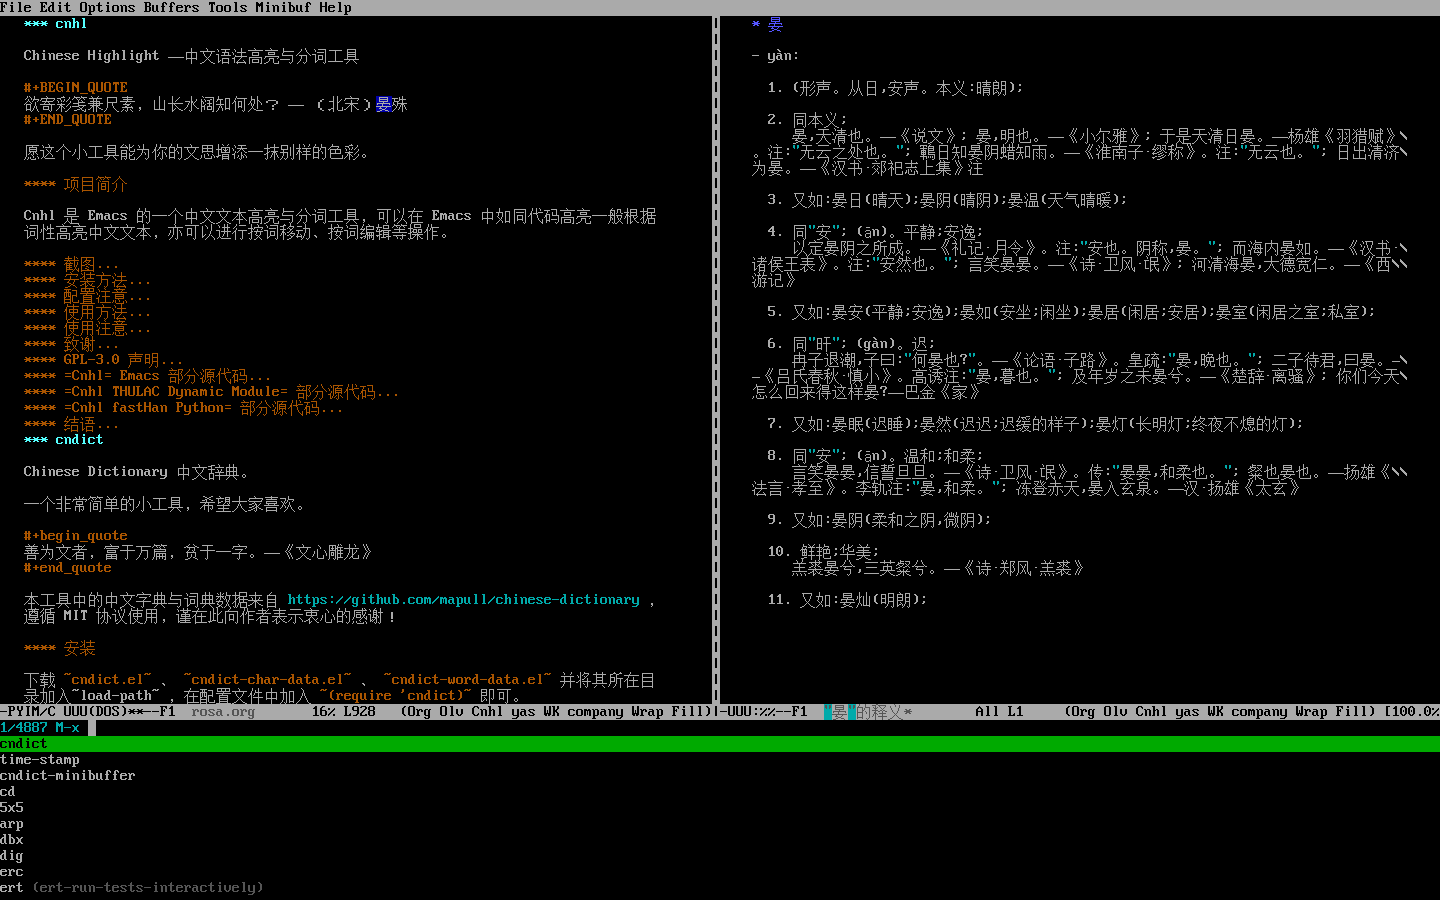 File Edit Options Buffers Tools Minibuf Help
*** cnhl
Chinese Highlight ——中文语法高亮与分词工具
#+BEGIN_QUOTE
欲寄彩笺兼尺素，山长水阔知何处？ —— （北宋）晏殊
#+END_QUOTE
愿这个小工具能为你的文思增添一抹别样的色彩。
**** 项目简介
Cnhl 是 Emacs 的一个中文文本高亮与分词工具，可以在 Emacs 中如同代码高亮一般根据
词性高亮中文文本，亦可以进行按词移动、按词编辑等操作。
**** 截图...
**** 安装方法...
**** 配置注意...
**** 使用方法...
**** 使用注意...
**** 致谢...
**** GPL-3.0 声明...
**** =Cnhl= Emacs 部分源代码...
**** =Cnhl THULAC Dynamic Module= 部分源代码...
**** =Cnhl fastHan Python= 部分源代码...
**** 结语...
*** cndict
Chinese Dictionary 中文辞典。
一个非常简单的小工具，希望大家喜欢。
#+begin_quote
善为文者，富于万篇，贫于一字。——《文心雕龙》
#+end_quote
本工具中的中文字典与词典数据来自 https://github.com/mapull/chinese-dictionary ，
遵循 MIT 协议使用，谨在此向作者表示衷心的感谢！
**** 安装
下载 ~cndict.el~ 、 ~cndict-char-data.el~ 、 ~cndict-word-data.el~ 并将其所在目
录加入~load-path~ ，在配置文件中加入 ~(require 'cndict)~ 即可。
-PYIM/C UUU(DOS)**--F1  rosa.org       16% L928   (Org Olv Cnhl yas WK company Wrap Fill)
* 晏
- yàn:
1. (形声。从日,安声。本义:晴朗);
2. 同本义;
晏,天清也。——《说文》; 晏,明也。——《小尔雅》; 于是天清日晏。——杨雄《羽猎赋》\
。注:"无云之处也。"; 鶤日知晏阴蜡知雨。——《淮南子·缪称》。注:"无云也。"; 日出清济\
为晏。——《汉书·郊祀志上集》注
3. 又如:晏日(晴天);晏阴(晴阴);晏温(天气晴暖);
4. 同"安"; (ān)。平静;安逸;
以定晏阴之所成。——《礼记·月令》。注:"安也。阴称,晏。"; 而海内晏如。——《汉书·\
诸侯王表》。注:"安然也。"; 言笑晏晏。——《诗·卫风·氓》; 河清海晏,大德宽仁。——《西\
游记》
5. 又如:晏安(平静;安逸);晏如(安坐;闲坐);晏居(闲居;安居);晏室(闲居之室;私室);
6. 同"旰"; (gàn)。迟;
冉子退潮,子曰:"何晏也?"。——《论语·子路》。皇疏:"晏,晚也。"; 二子待君,曰晏。—\
—《吕氏春秋·慎小》。高诱注:"晏,暮也。"; 及年岁之未晏兮。——《楚辞·离骚》; 你们今天\
怎么回来得这样晏?——巴金《家》
7. 又如:晏眠(迟睡);晏然(迟迟;迟缓的样子);晏灯(长明灯;终夜不熄的灯);
8. 同"安"; (ān)。温和;和柔;
言笑晏晏,信誓旦旦。——《诗·卫风·氓》。传:"晏晏,和柔也。"; 粲也晏也。——扬雄《\
法言·孝至》。李轨注:"晏,和柔。"; 冻登赤天,晏入玄泉。——汉·扬雄《太玄》
9. 又如:晏阴(柔和之阴,微阴);
10. 鲜艳;华美;
羔裘晏兮,三英粲兮。——《诗·郑风·羔裘》
11. 又如:晏灿(明朗);
-UUU:%%--F1  "晏"的释义*        All L1     (Org Olv Cnhl yas WK company Wrap Fill) [100.0%
1/4887 M-x
cndict
time-stamp
cndict-minibuffer
cd
5x5
arp
dbx
dig
erc
ert (ert-run-tests-interactively)